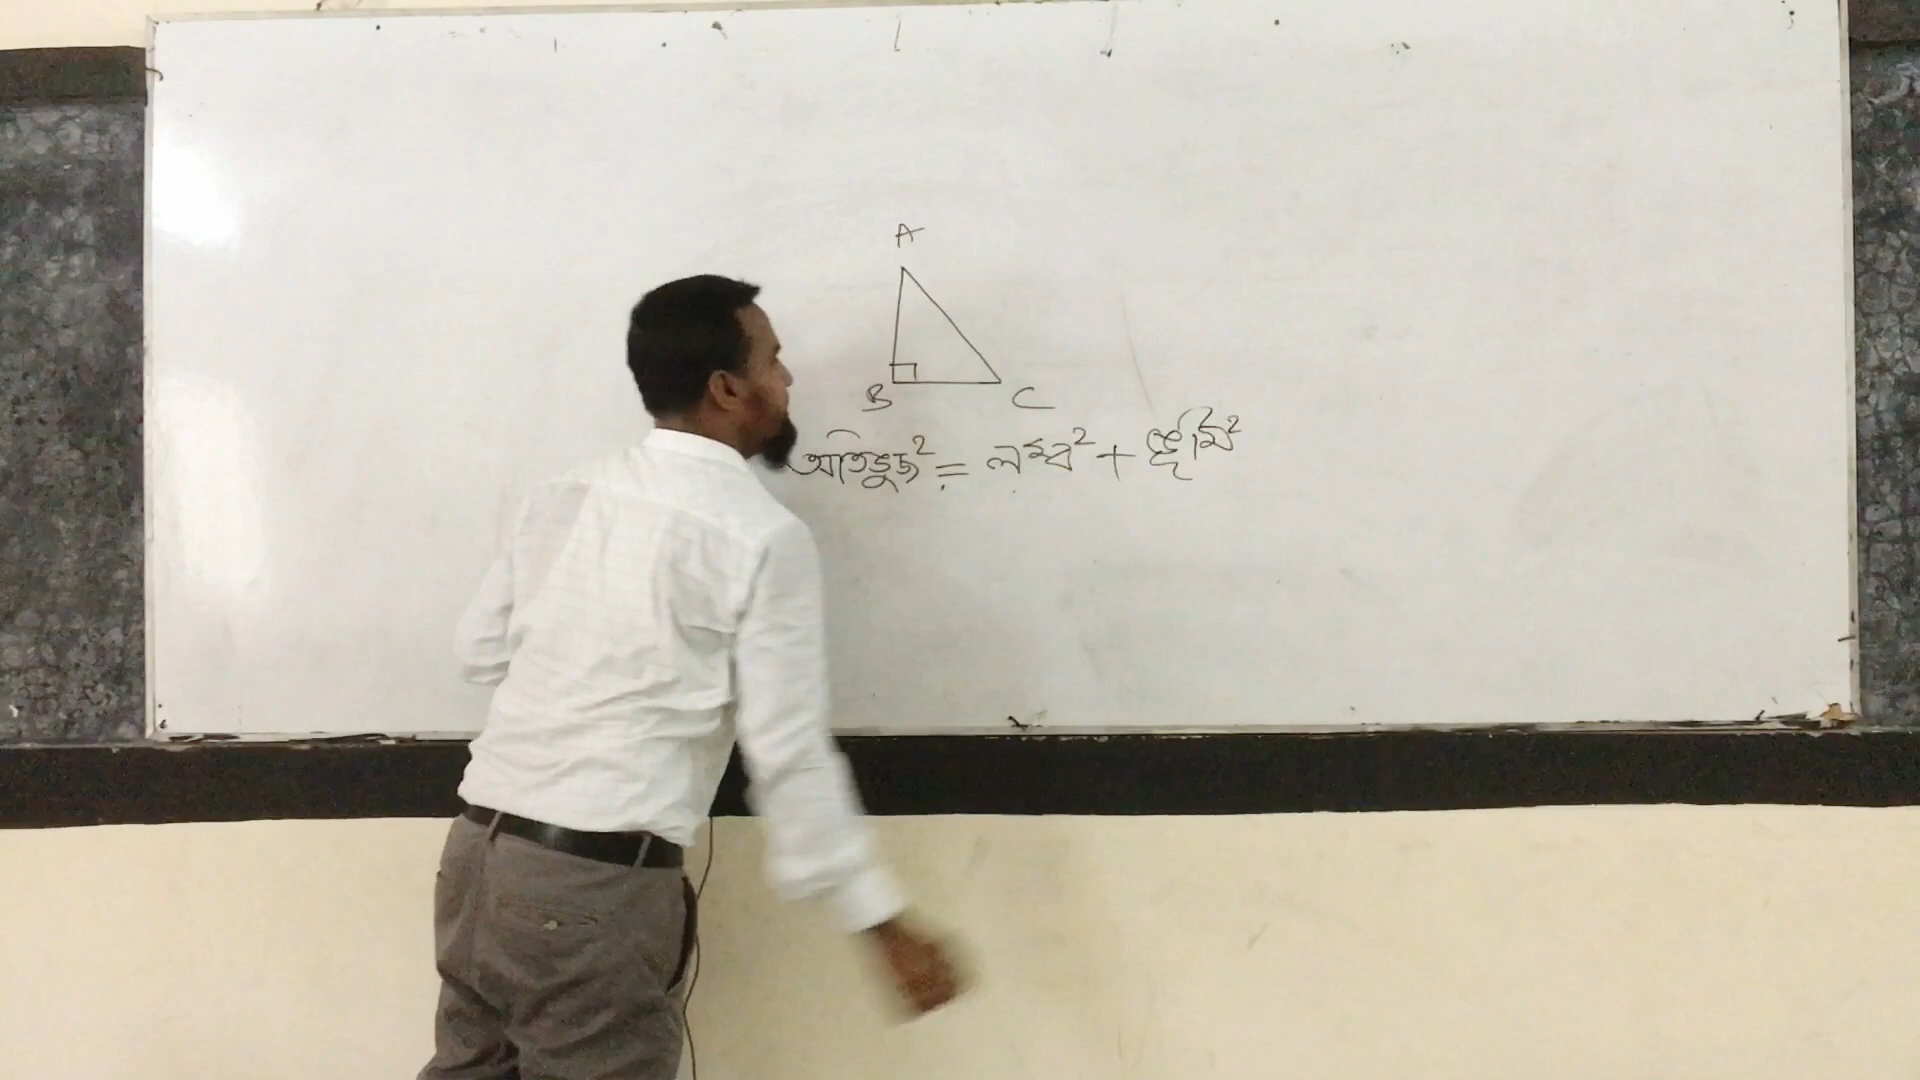 A
B C
অতিভুজ² = লম্ব² + ভূমি²